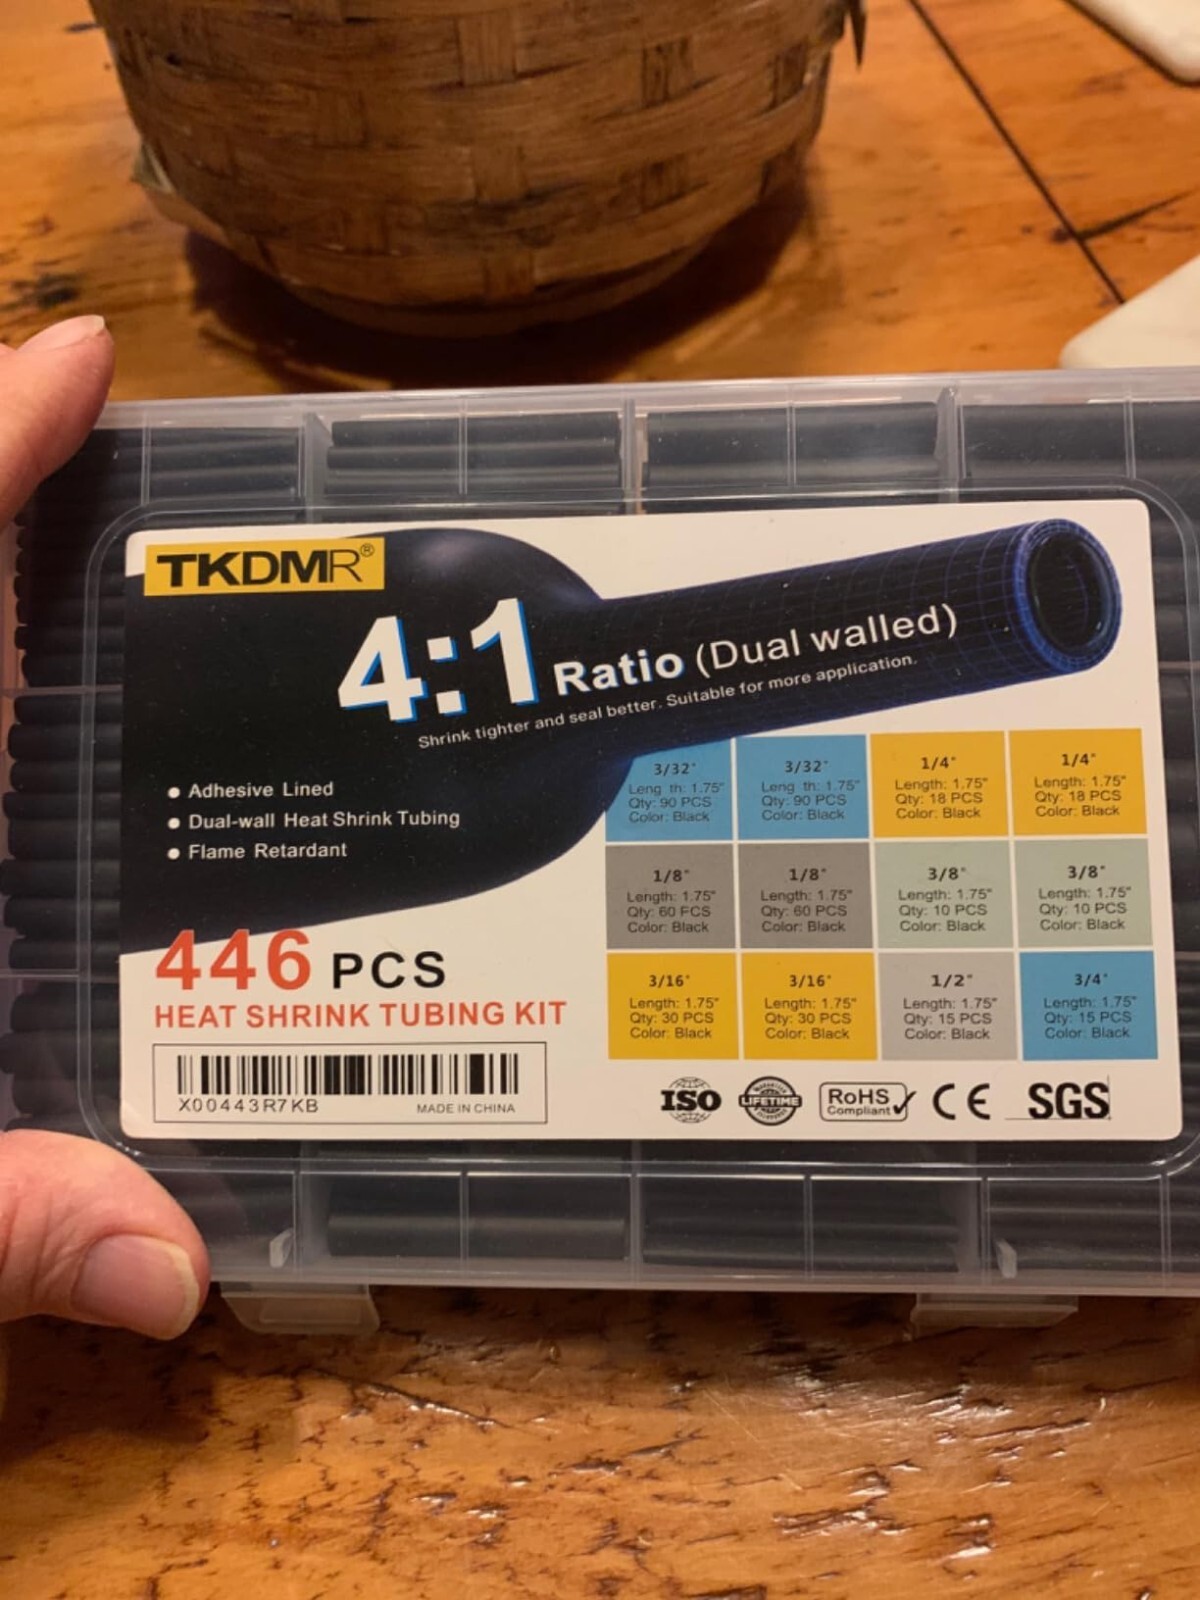 TKDMR®
4:1 Ratio (Dual walled)
Shrink tighter and seal better. Suitable for more application.
● Adhesive Lined
● Dual-wall Heat Shrink Tubing
● Flame Retardant
446 PCS
HEAT SHRINK TUBING KIT
X00443R7KB
MADE IN CHINA
3/32"
Leng th: 1.75"
Qty: 90 PCS
Color: Black
3/32"
Leng th: 1.75"
Qty: 90 PCS
Color: Black
1/4"
Length: 1.75"
Qty: 18 PCS
Color: Black
1/4"
Length: 1.75"
Qty: 18 PCS
Color: Black
1/8"
Length: 1.75"
Qty: 60 FCS
Color: Black
1/8"
Length: 1.75"
Qty: 60 PCS
Color: Black
3/8"
Length: 1.75"
Qty: 10 PCS
Color: Black
3/8"
Length: 1.75"
Qty: 10 PCS
Color: Black
3/16"
Length: 1.75"
Qty: 30 PCS
Color: Black
3/16"
Length: 1.75"
Qty: 30 PCS
Color: Black
1/2"
Length: 1.75"
Qty: 15 PCS
Color: Black
3/4"
Length: 1.75"
Qty: 15 PCS
Color: Black
ISO
LIFETIME
RoHS
Compliant
CE
SGS